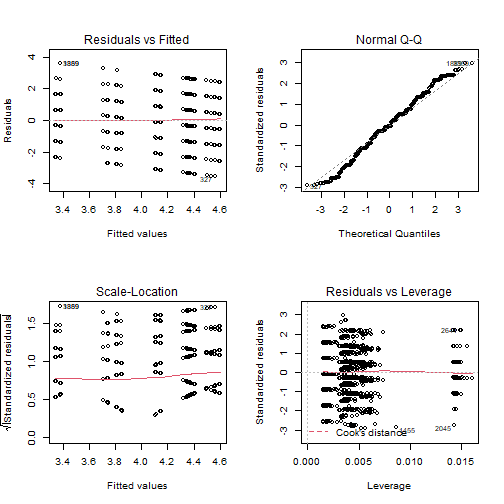 Residuals vs Fitted
Residuals
-4 -2 0 2 4
1889
327
3.4 3.6 3.8 4.0 4.2 4.4 4.6
Fitted values
Normal Q-Q
Standardized residuals
-3 -2 -1 0 1 2 3
327
-3 -2 -1 0 1 2 3
Theoretical Quantiles
Scale-Location
√|Standardized residuals|
0.0 0.5 1.0 1.5
1889
3.4 3.6 3.8 4.0 4.2 4.4 4.6
Fitted values
Residuals vs Leverage
Standardized residuals
-3 -2 -1 0 1 2 3
264
2045
Cook's distance
0.000 0.005 0.010 0.015
Leverage